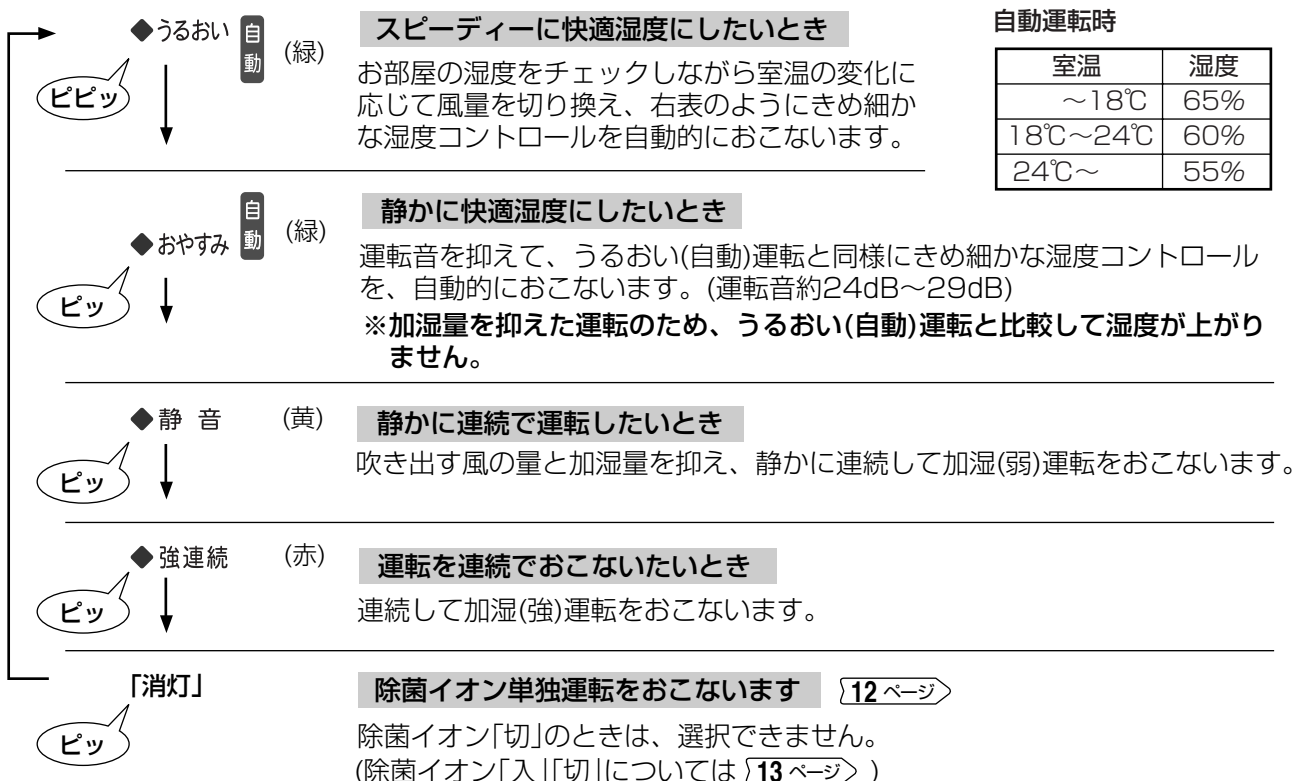 ◆うるおい 自動 (緑)
ピピッ
スピーディーに快適湿度にしたいとき
お部屋の湿度をチェックしながら室温の変化に
応じて風量を切り換え、右表のようにきめ細か
な湿度コントロールを自動的におこないます。
自動運転時
室温 湿度
～18℃ 65%
18℃～24℃ 60%
24℃～ 55%
◆おやすみ 自動 (緑)
ピッ
静かに快適湿度にしたいとき
運転音を抑えて、うるおい(自動)運転と同様にきめ細かな湿度コントロール
を、自動的におこないます。(運転音約24dB～29dB)
※加湿量を抑えた運転のため、うるおい(自動)運転と比較して湿度が上がり
ません。
◆静 音 (黄)
ピッ
静かに連続で運転したいとき
吹き出す風の量と加湿量を抑え、静かに連続して加湿(弱)運転をおこないます。
◆強連続 (赤)
ピッ
運転を連続でおこないたいとき
連続して加湿(強)運転をおこないます。
「消灯」
ピッ
除菌イオン単独運転をおこないます 12 ページ
除菌イオン「切」のときは、選択できません。
(除菌イオン「入」「切」については 13 ページ )